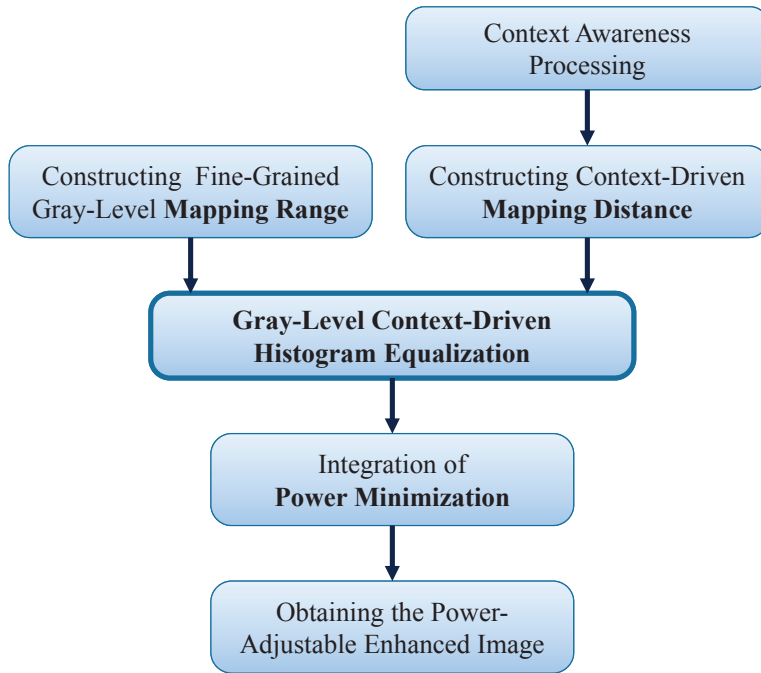 Context Awareness
Processing
Constructing Fine-Grained
Gray-Level Mapping Range
Constructing Context-Driven
Mapping Distance
Gray-Level Context-Driven
Histogram Equalization
Integration of
Power Minimization
Obtaining the Power-
Adjustable Enhanced Image